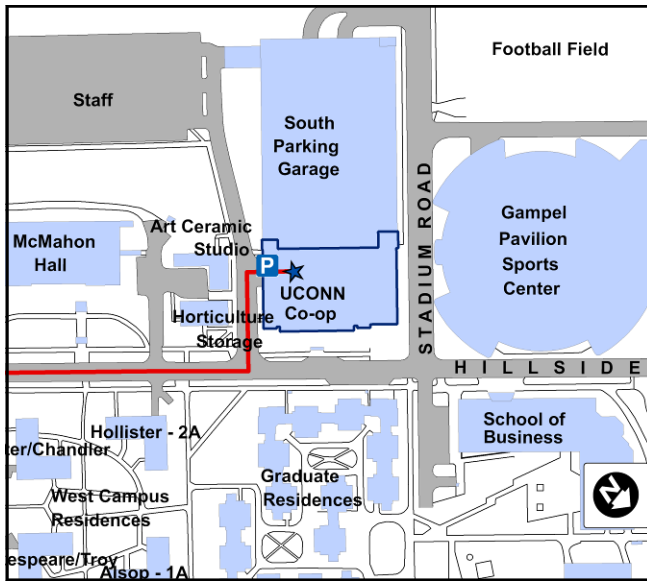 Football Field
Staff
South
Parking
Garage
STADIUM ROAD
Gampel
Pavilion
Sports
Center
Art Ceramic
Studio
McMahon
Hall
P
UCONN
Co-op
Horticulture
Storage
HILLSIDE
Hollister - 2A
School of
Business
ter/Chandler
Graduate
Residences
West Campus
Residences
N
espeare/Troy
Alsop - 1A